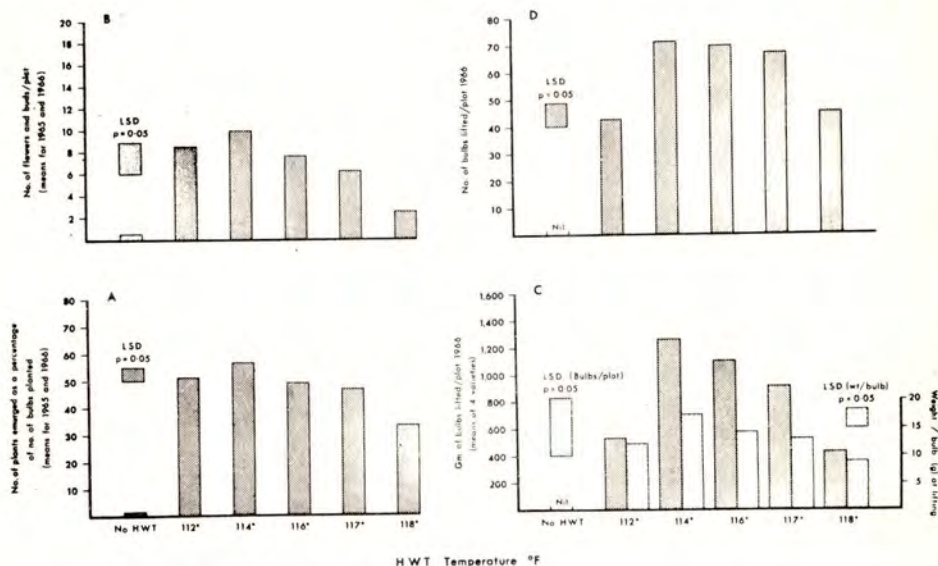 B
No. of flowers and buds/plot
(means for 1965 and 1966)
20
18
16
14
12
10
8
6
4
2
LSD
p=0·05
D
No of bulbs lifted/plot 1966
80
70
60
50
40
30
20
10
LSD
p=0·05
Nil
A
No. of plants emurged as a percentage
of no. of bulbs planted
(means for 1965 and 1966)
80
70
60
50
40
30
20
10
LSD
p=0·05
No HWT 112° 114° 116° 117° 118°
C
Gm of bulbs lifted/plot 1966
(means of 4 varieties)
1,600
1,400
1,200
1,000
800
600
400
200
LSD (Bulbs/plot)
p=0·05
Nil
LSD (wt/bulb)
p=0·05
20
15
10
5
Weight / bulb (g) at lifting
No HWT 112° 114° 116° 117° 118°
HWT Temperature °F